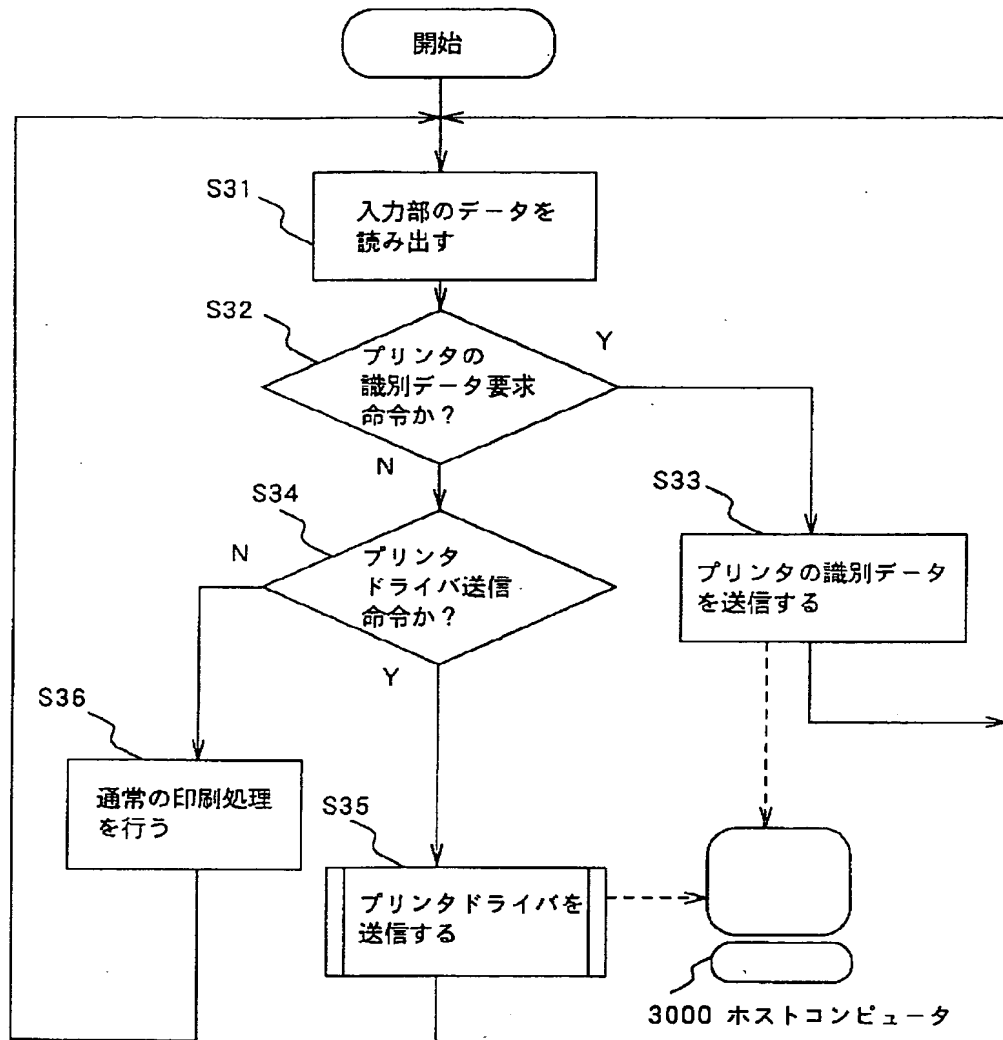 開始
S31
入力部のデータを
読み出す
S32
Y
プリンタの
識別データ要求
命令か？
N
S34
S33
N
プリンタ
ドライバ送信
命令か？
プリンタの識別データ
を送信する
Y
S36
通常の印刷処理
を行う
S35
プリンタドライバを
送信する
3000 ホストコンピュータ